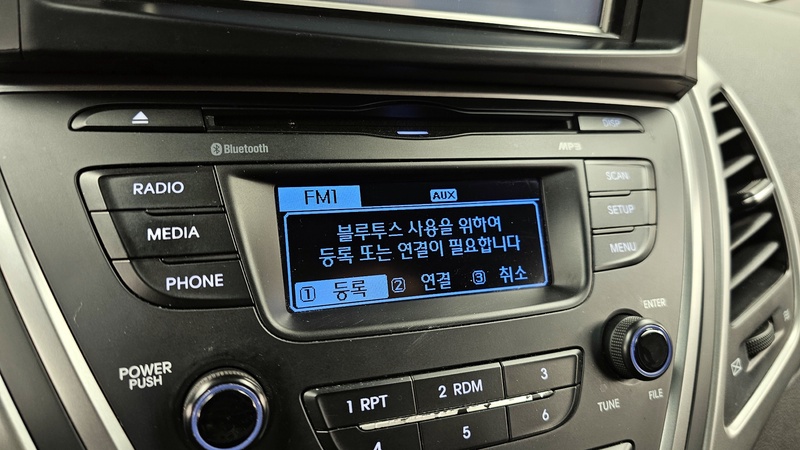 DISP
Bluetooth
MP3
RADIO
FM1
AUX
SCAN
MEDIA
블루투스 사용을 위하여
등록 또는 연결이 필요합니다
SETUP
MENU
PHONE
① 등록 ② 연결 ③ 취소
ENTER
POWER
PUSH
1 RPT
2 RDM
3
TUNE
FILE
4
5
6